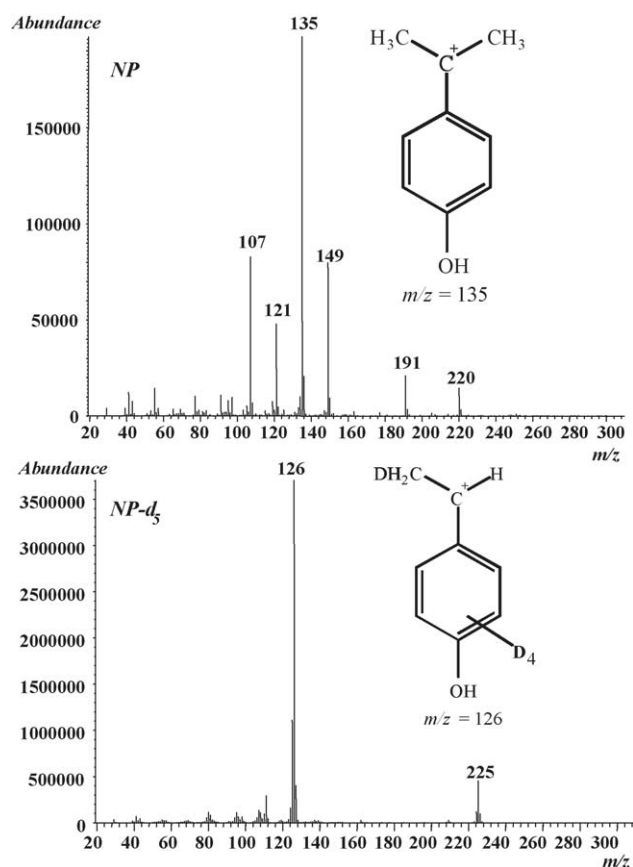 Abundance
135
NP
H3C
CH3
C+
150000
100000
107
149
OH
m/z = 135
50000
121
191
220
0
20 40 60 80 100 120 140 160 180 200 220 240 260 280 300
m/z
Abundance
126
DH2C
C+
H
3500000
NP-d5
3000000
2500000
D4
2000000
OH
1500000
m/z = 126
1000000
500000
225
0
20 40 60 80 100 120 140 160 180 200 220 240 260 280 300
m/z